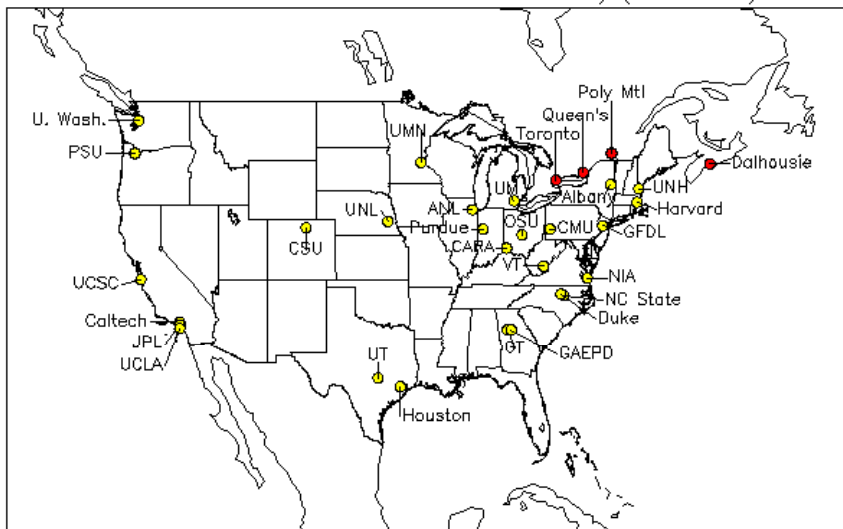 Poly Mtl
U. Wash.
Queen's
UMN
Toronto
PSU
Dalhousie
UM
Albany
UNH
UNL
ANL
Harvard
Purdue
OSU
CMU
GFDL
CSU
CARA
VT
UCSC
NIA
NC State
Caltech
Duke
JPL
GT
GAEPD
UCLA
UT
Houston